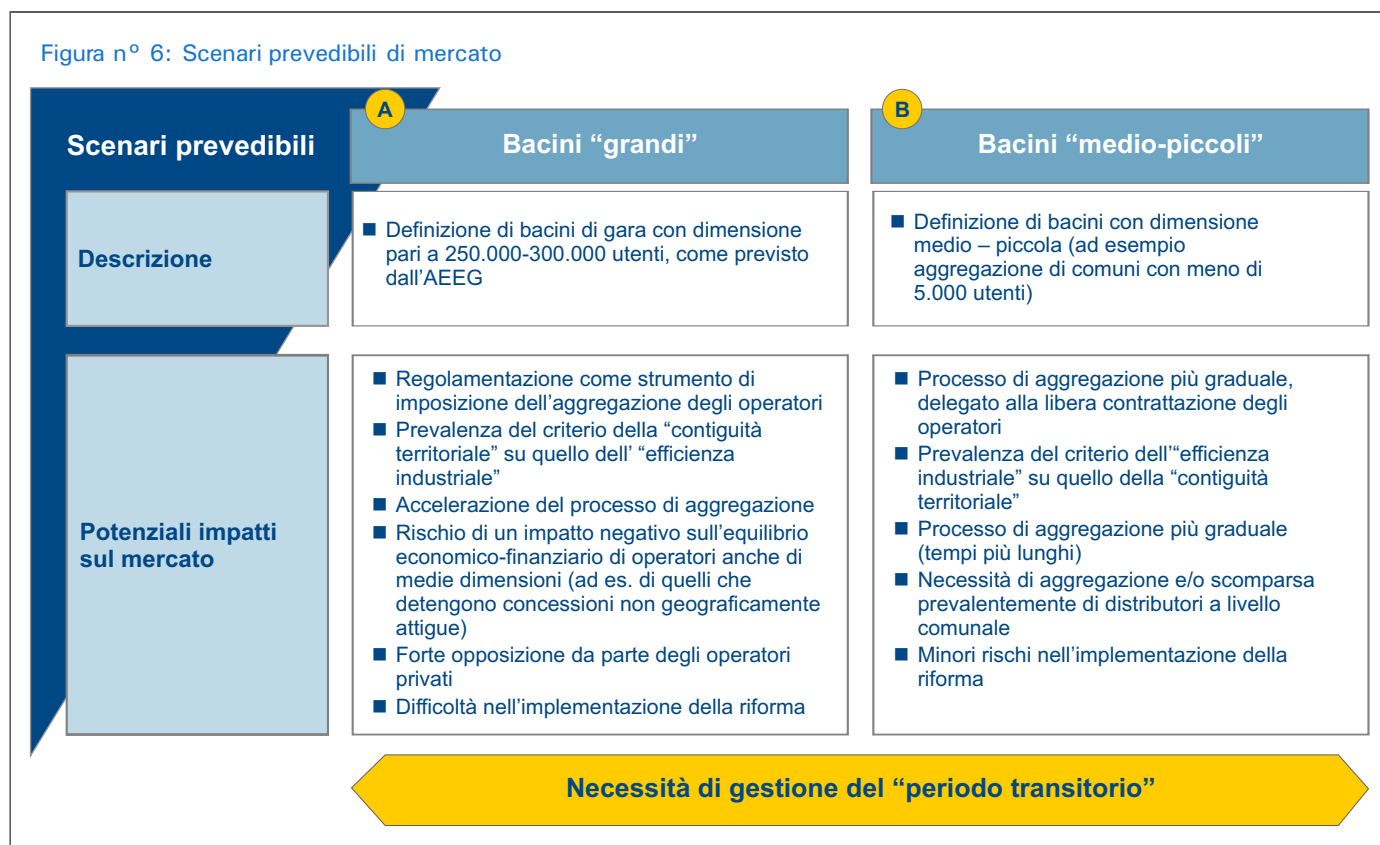 Figura n° 6: Scenari prevedibili di mercato
Scenari prevedibili
A
Bacini “grandi”
B
Bacini “medio-piccoli”
Descrizione
■ Definizione di bacini di gara con dimensione
pari a 250.000-300.000 utenti, come previsto
dall’AEEG
■ Definizione di bacini con dimensione
medio – piccola (ad esempio
aggregazione di comuni con meno di
5.000 utenti)
Potenziali impatti
sul mercato
■ Regolamentazione come strumento di
imposizione dell’aggregazione degli operatori
■ Prevalenza del criterio della “contiguità
territoriale” su quello dell’ “efficienza
industriale”
■ Accelerazione del processo di aggregazione
■ Rischio di un impatto negativo sull’equilibrio
economico-finanziario di operatori anche di
medie dimensioni (ad es. di quelli che
detengono concessioni non geograficamente
attigue)
■ Forte opposizione da parte degli operatori
privati
■ Difficoltà nell’implementazione della riforma
■ Processo di aggregazione più graduale,
delegato alla libera contrattazione degli
operatori
■ Prevalenza del criterio dell’“efficienza
industriale” su quello della “contiguità
territoriale”
■ Processo di aggregazione più graduale
(tempi più lunghi)
■ Necessità di aggregazione e/o scomparsa
prevalentemente di distributori a livello
comunale
■ Minori rischi nell’implementazione della
riforma
Necessità di gestione del “periodo transitorio”